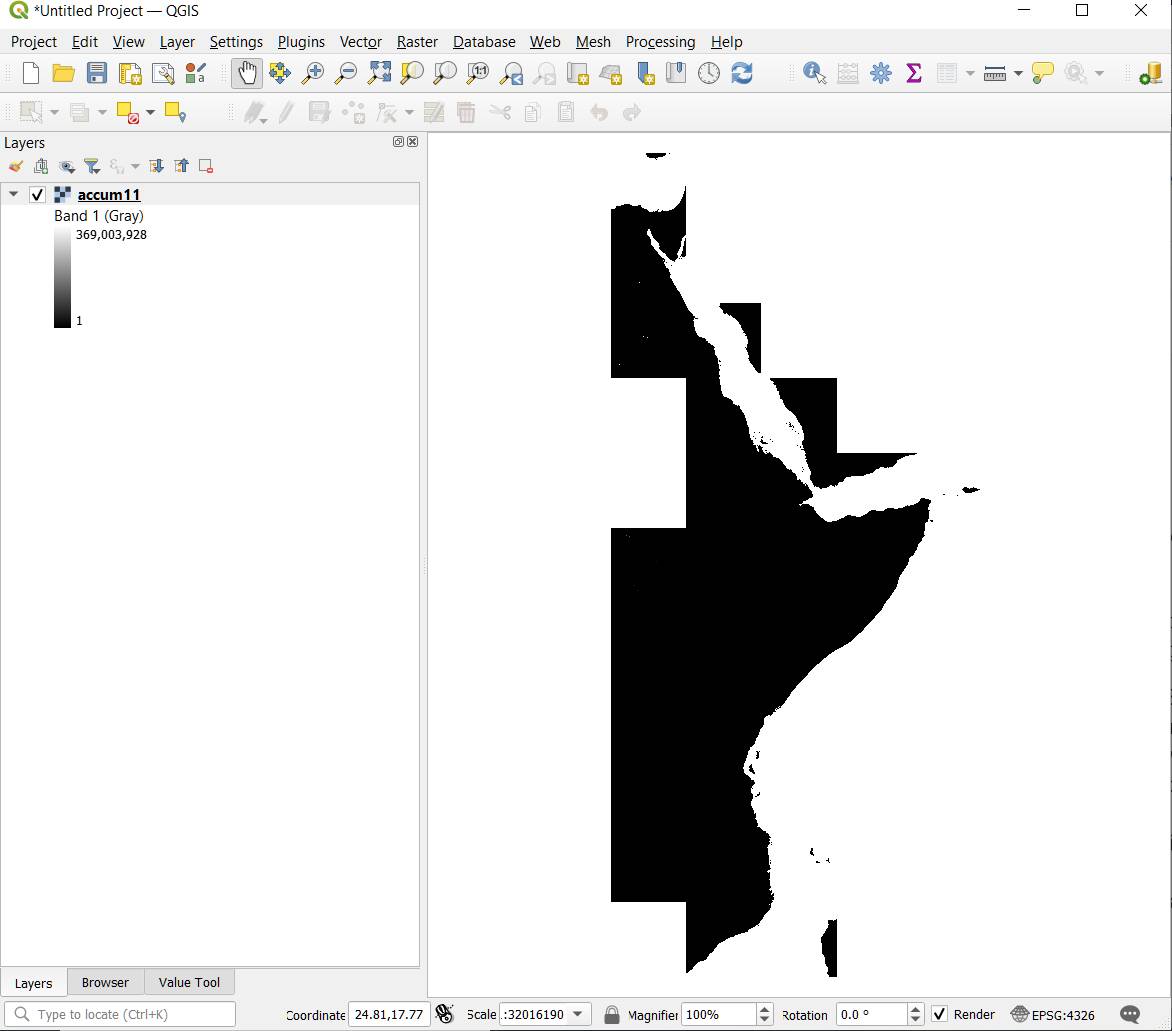 *Untitled Project — QGIS
Project Edit View Layer Settings Plugins Vector Raster Database Web Mesh Processing Help
1:1
a
Layers
accum11
Band 1 (Gray)
369,003,928
1
Layers Browser Value Tool
Type to locate (Ctrl+K) Coordinate 24.81,17.77 Scale .:32016190 Magnifier 100% Rotation 0.0 ° Render EPSG:4326